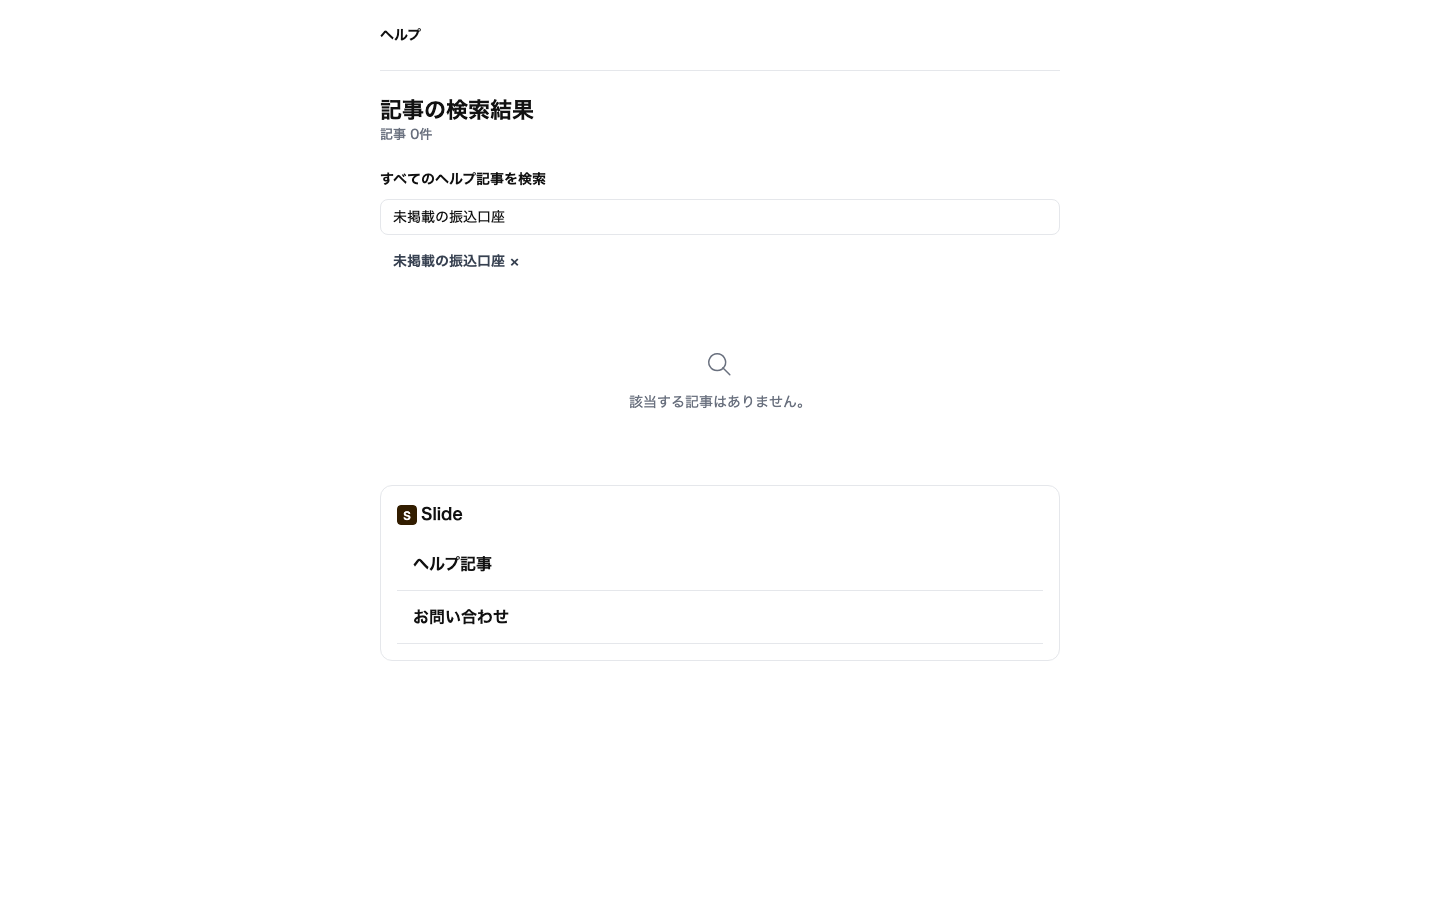 ヘルプ
記事の検索結果
記事 0件
すべてのヘルプ記事を検索
未掲載の振込口座
未掲載の振込口座 ×
該当する記事はありません。
S Slide
ヘルプ記事
お問い合わせ